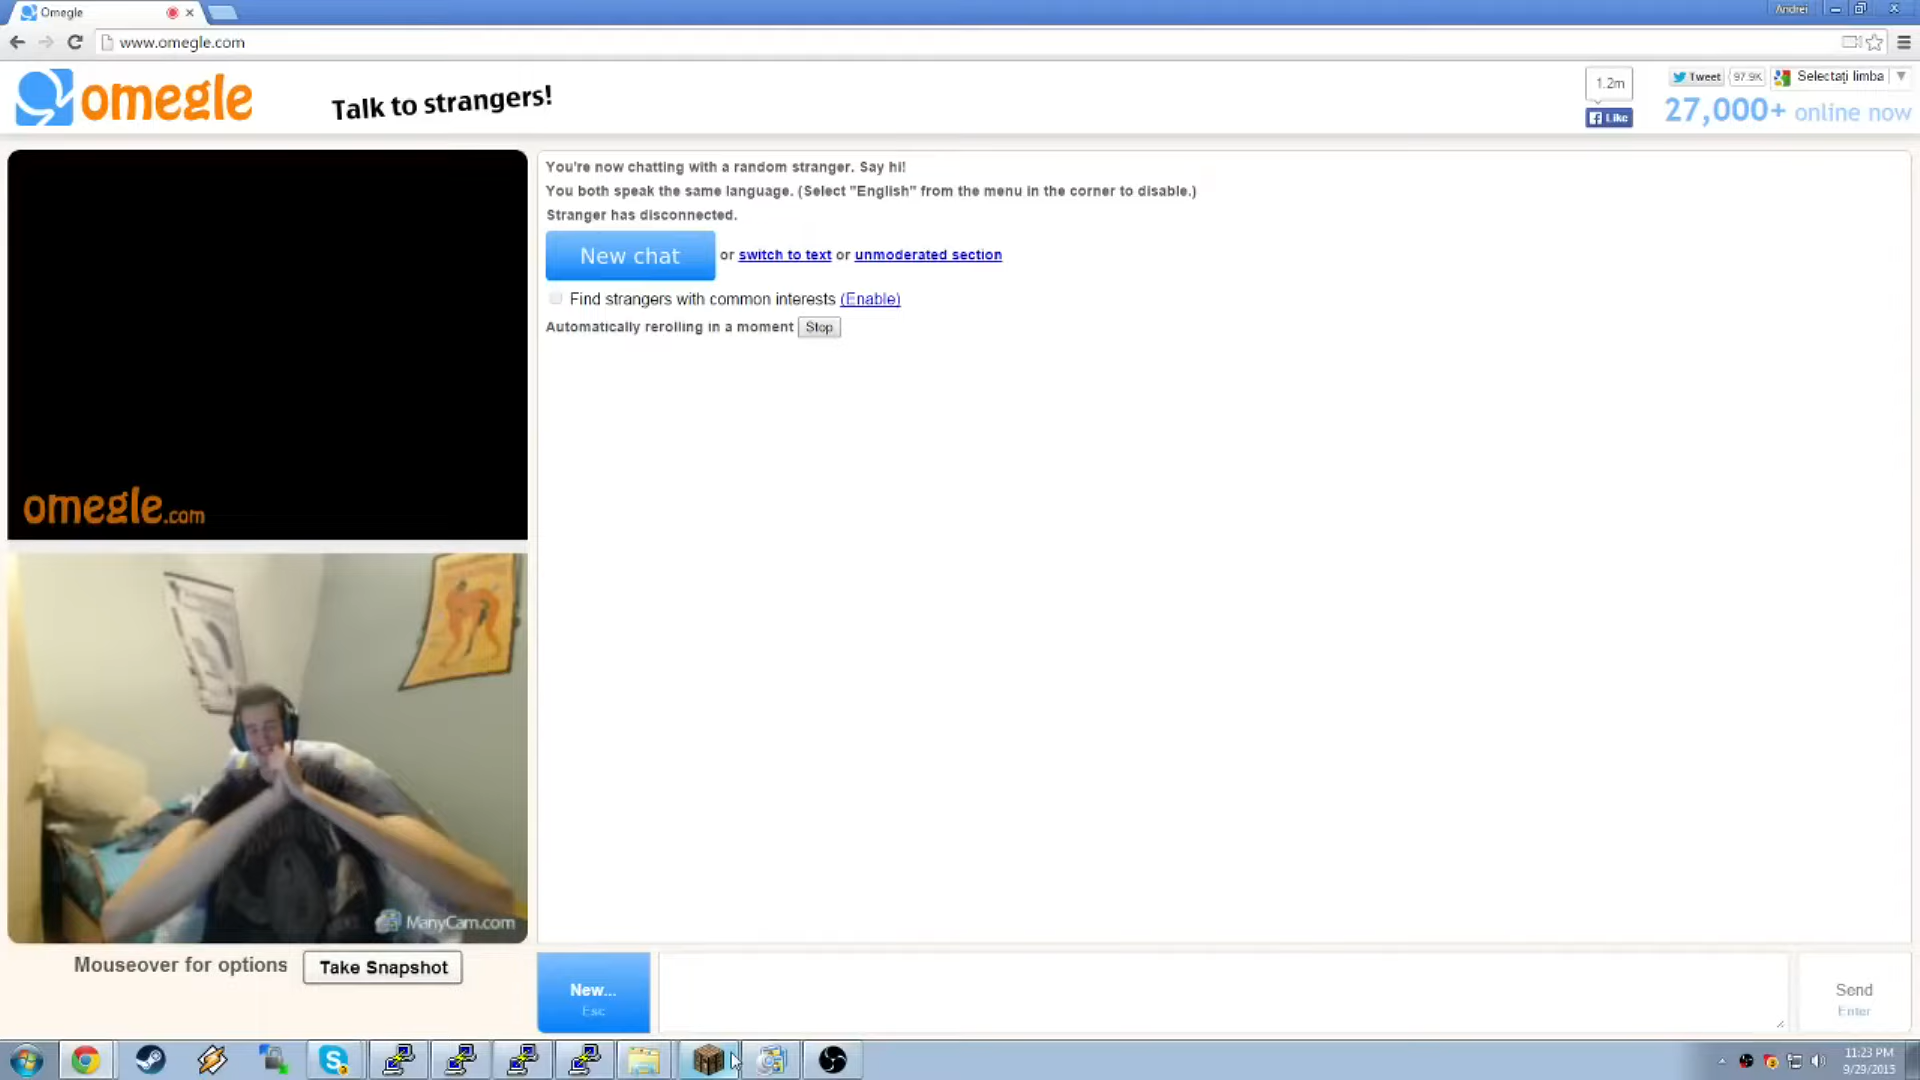 Omegle
Andrei
www.omegle.com
omegle
Talk to strangers!
1.2m
Like
Tweet
97.9K
Selectați limba
27,000+ online now
You're now chatting with a random stranger. Say hi!
You both speak the same language. (Select "English" from the menu in the corner to disable.)
Stranger has disconnected.
New chat or switch to text or unmoderated section
Find strangers with common interests (Enable)
Automatically rerolling in a moment Stop
omegle.com
ManyCam.com
Mouseover for options Take Snapshot
New...
Esc
Send
Enter
11:23 PM
9/29/2015